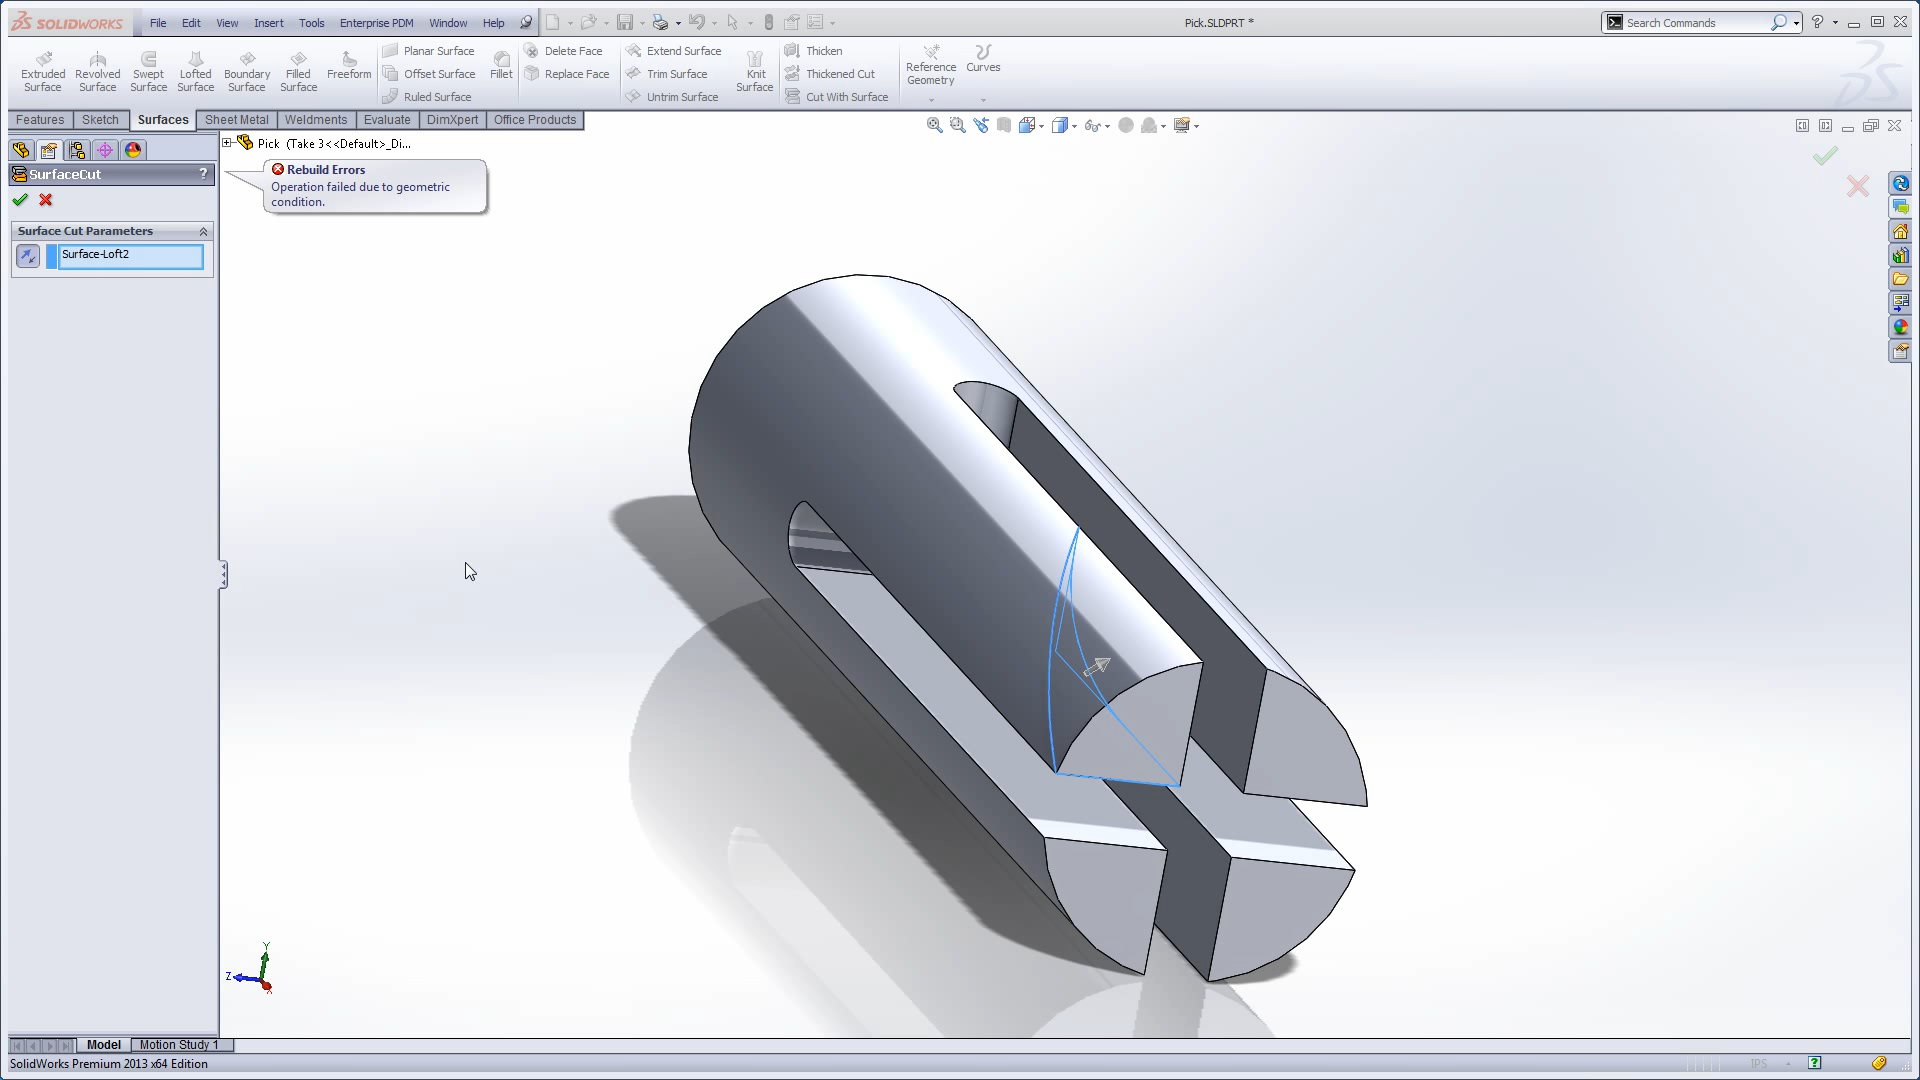 SOLIDWORKS File Edit View Insert Tools Enterprise PDM Window Help Pick.SLDPRT * Search Commands
Extruded Surface
Revolved Surface
Swept Surface
Lofted Surface
Boundary Surface
Filled Surface
Freeform
Planar Surface
Offset Surface
Ruled Surface
Fillet
Delete Face
Replace Face
Extend Surface
Trim Surface
Untrim Surface
Knit Surface
Thicken
Thickened Cut
Cut With Surface
Reference Geometry
Curves
Features Sketch Surfaces Sheet Metal Weldments Evaluate DimXpert Office Products
Pick (Take 3<<Default>_Di...
SurfaceCut ?
Rebuild Errors
Operation failed due to geometric
condition.
Surface Cut Parameters
Surface-Loft2
Y
Z
X
Model Motion Study 1
SolidWorks Premium 2013 x64 Edition IPS